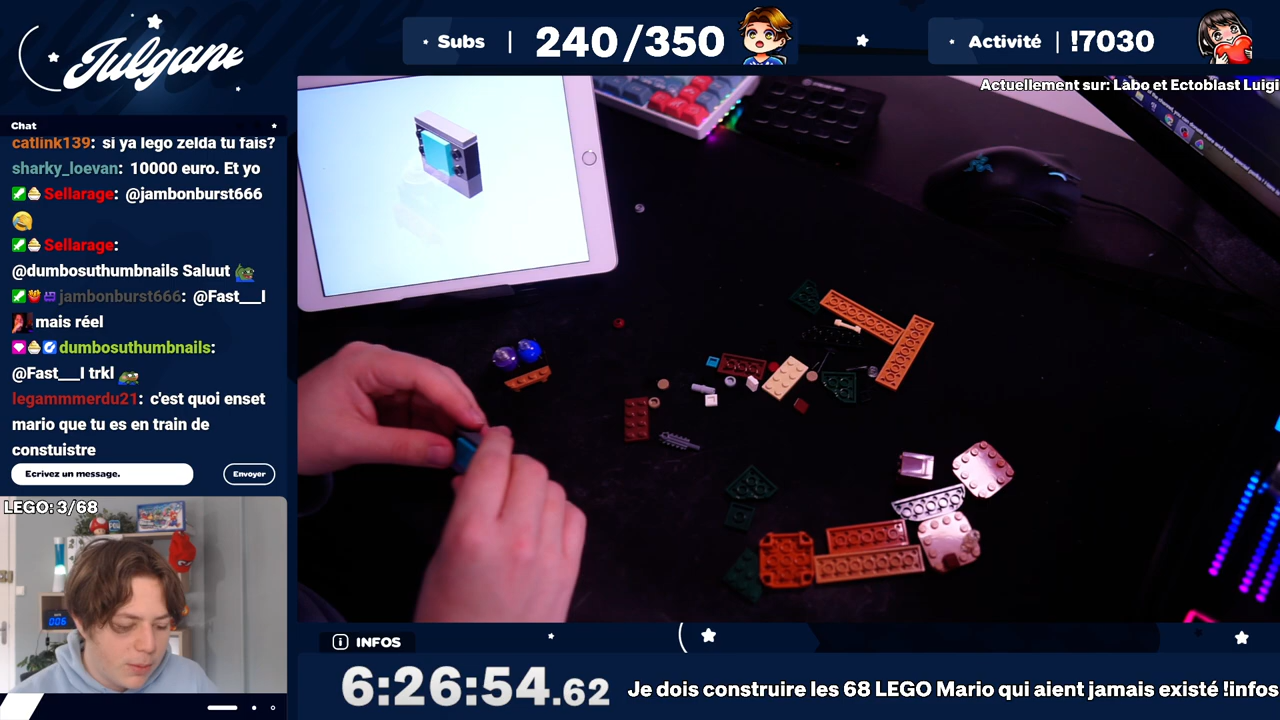 Julgane
Subs | 240/350
Activité | !7030
Actuellement sur: Labo et Ectoblast Luigi
Chat
catlink139: si ya lego zelda tu fais?
sharky_loevan: 10000 euro. Et yo
Sellarage: @jambonburst666
Sellarage:
@dumbosuthumbnails Saluut
jambonburst666: @Fast___I
mais réel
dumbosuthumbnails:
@Fast___I trkl
legammmerdu21: c'est quoi enset
mario que tu es en train de
constuistre
Ecrivez un message.
Envoyer
LEGO: 3/68
INFOS
6:26:54.62
Je dois construire les 68 LEGO Mario qui aient jamais existé !infos